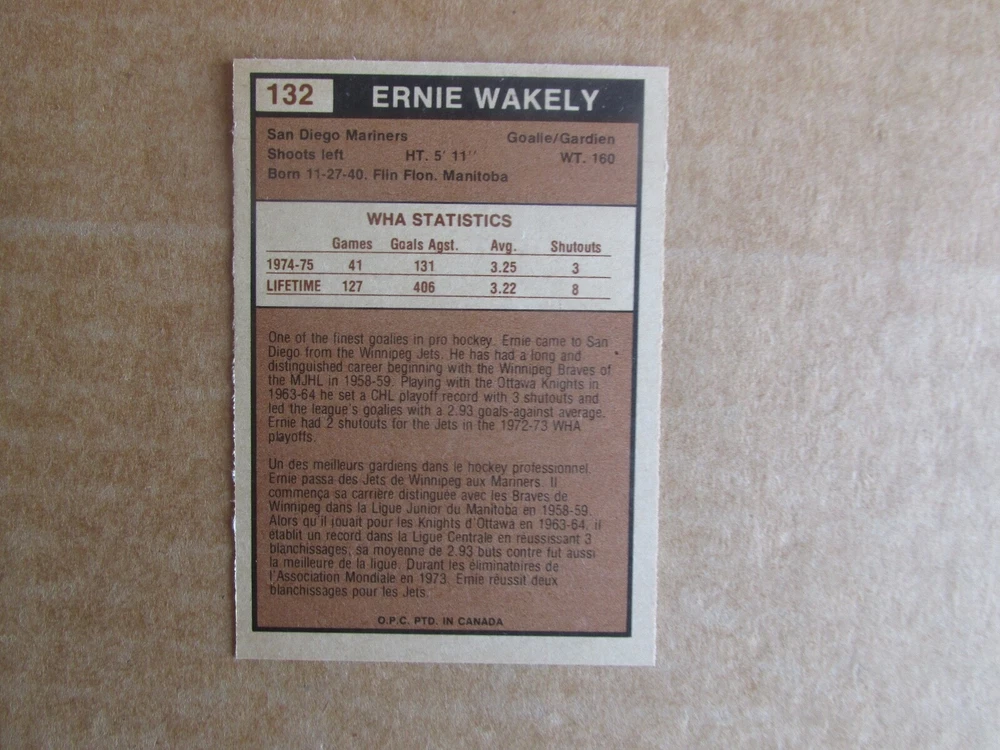 132 ERNIE WAKELY
San Diego Mariners Goalie/Gardien
Shoots left HT. 5' 11'' WT. 160
Born 11-27-40. Flin Flon. Manitoba
WHA STATISTICS
Games Goals Agst. Avg. Shutouts
1974-75 41 131 3.25 3
LIFETIME 127 406 3.22 8
One of the finest goalies in pro hockey, Ernie came to San
Diego from the Winnipeg Jets. He has had a long and
distinguished career beginning with the Winnipeg Braves of
the MJHL in 1958-59. Playing with the Ottawa Knights in
1963-64 he set a CHL playoff record with 3 shutouts and
led the league's goalies with a 2.93 goals-against average.
Ernie had 2 shutouts for the Jets in the 1972-73 WHA
playoffs.
Un des meilleurs gardiens dans le hockey professionnel,
Ernie passa des Jets de Winnipeg aux Mariners. Il
commença sa carrière distinguée avec les Braves de
Winnipeg dans la Ligue Junior du Manitoba en 1958-59.
Alors qu'il jouait pour les Knights d'Ottawa en 1963-64, il
établit un record dans la Ligue Centrale en réussissant 3
blanchissages; sa moyenne de 2.93 buts contre fut aussi
la meilleure de la ligue. Durant les éliminatoires de
l'Association Mondiale en 1973, Ernie réussit deux
blanchissages pour les Jets.
O.P.C. PTD. IN CANADA